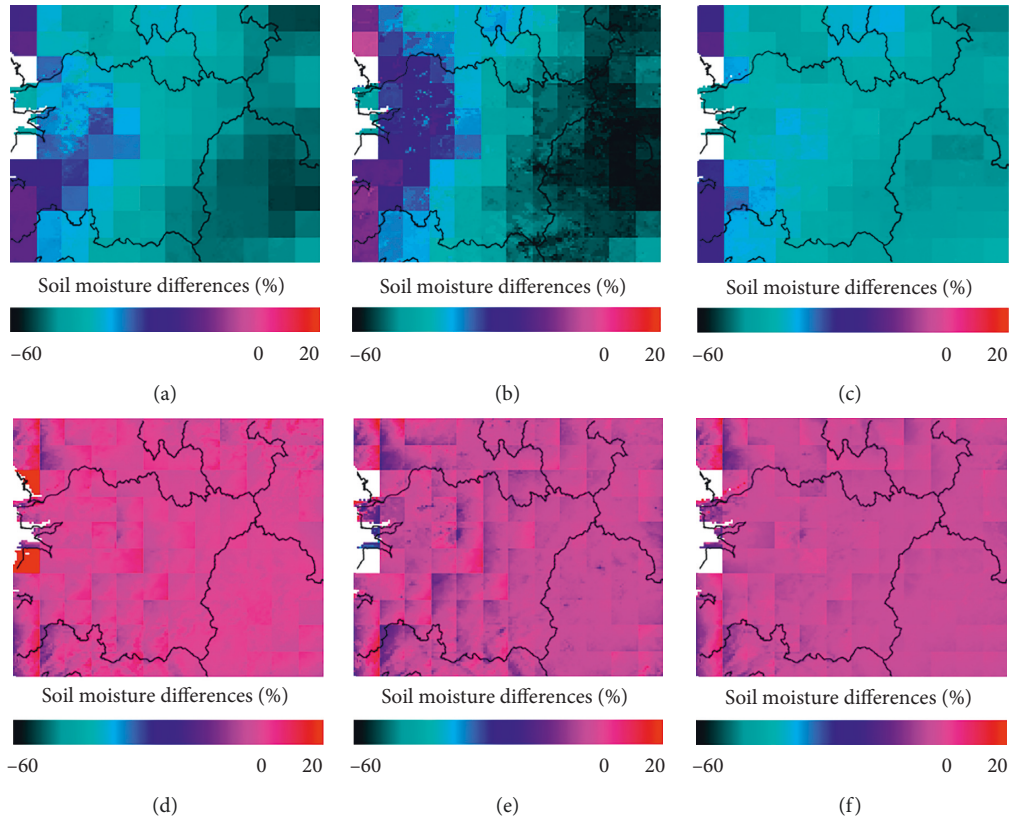 Soil moisture differences (%)
Soil moisture differences (%)
Soil moisture differences (%)
–60 0 20
–60 0 20
–60 0 20
(a)
(b)
(c)
Soil moisture differences (%)
Soil moisture differences (%)
Soil moisture differences (%)
–60 0 20
–60 0 20
–60 0 20
(d)
(e)
(f)